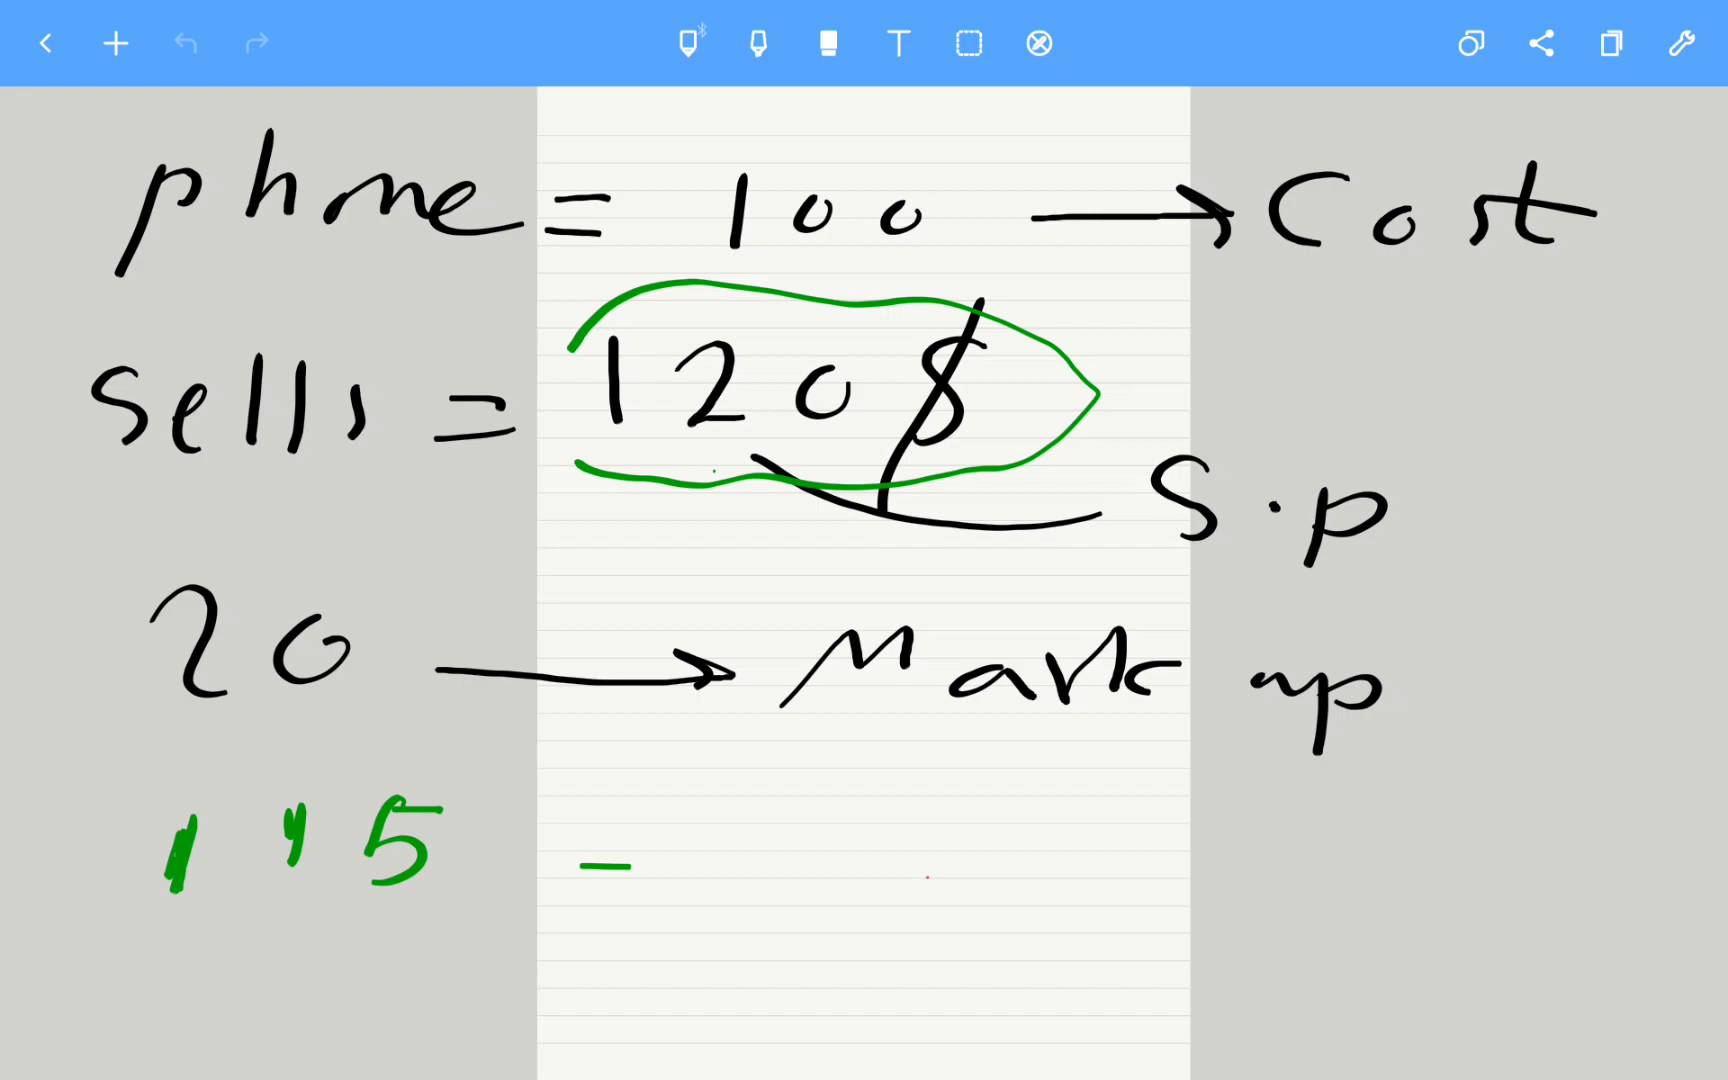 phone = 100 → Cost
sells = 120 $
S.p
20 → Mark up
115 -